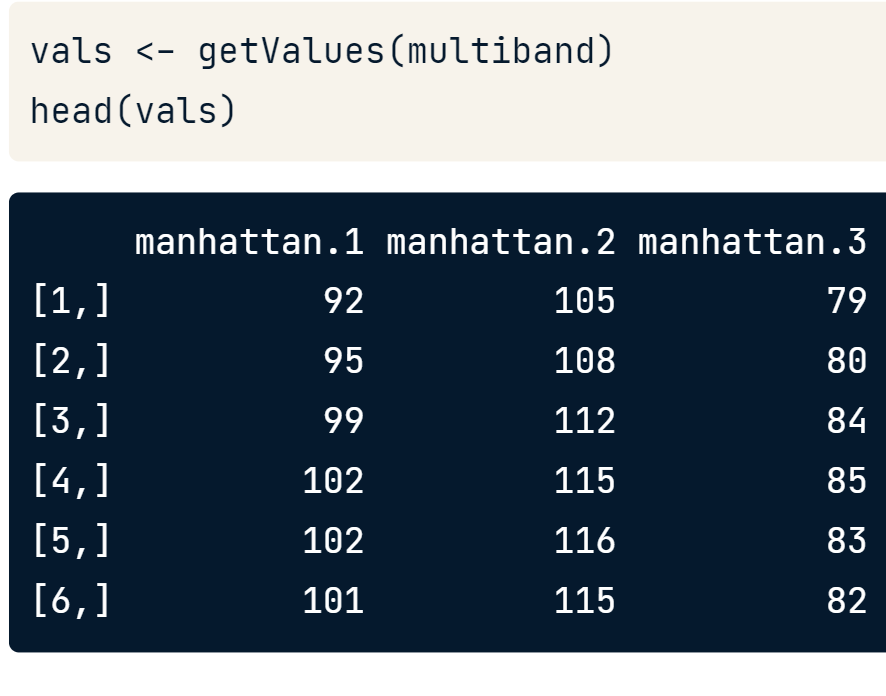 vals <- getValues(multiband)
head(vals)
     manhattan.1 manhattan.2 manhattan.3
[1,]          92         105          79
[2,]          95         108          80
[3,]          99         112          84
[4,]         102         115          85
[5,]         102         116          83
[6,]         101         115          82